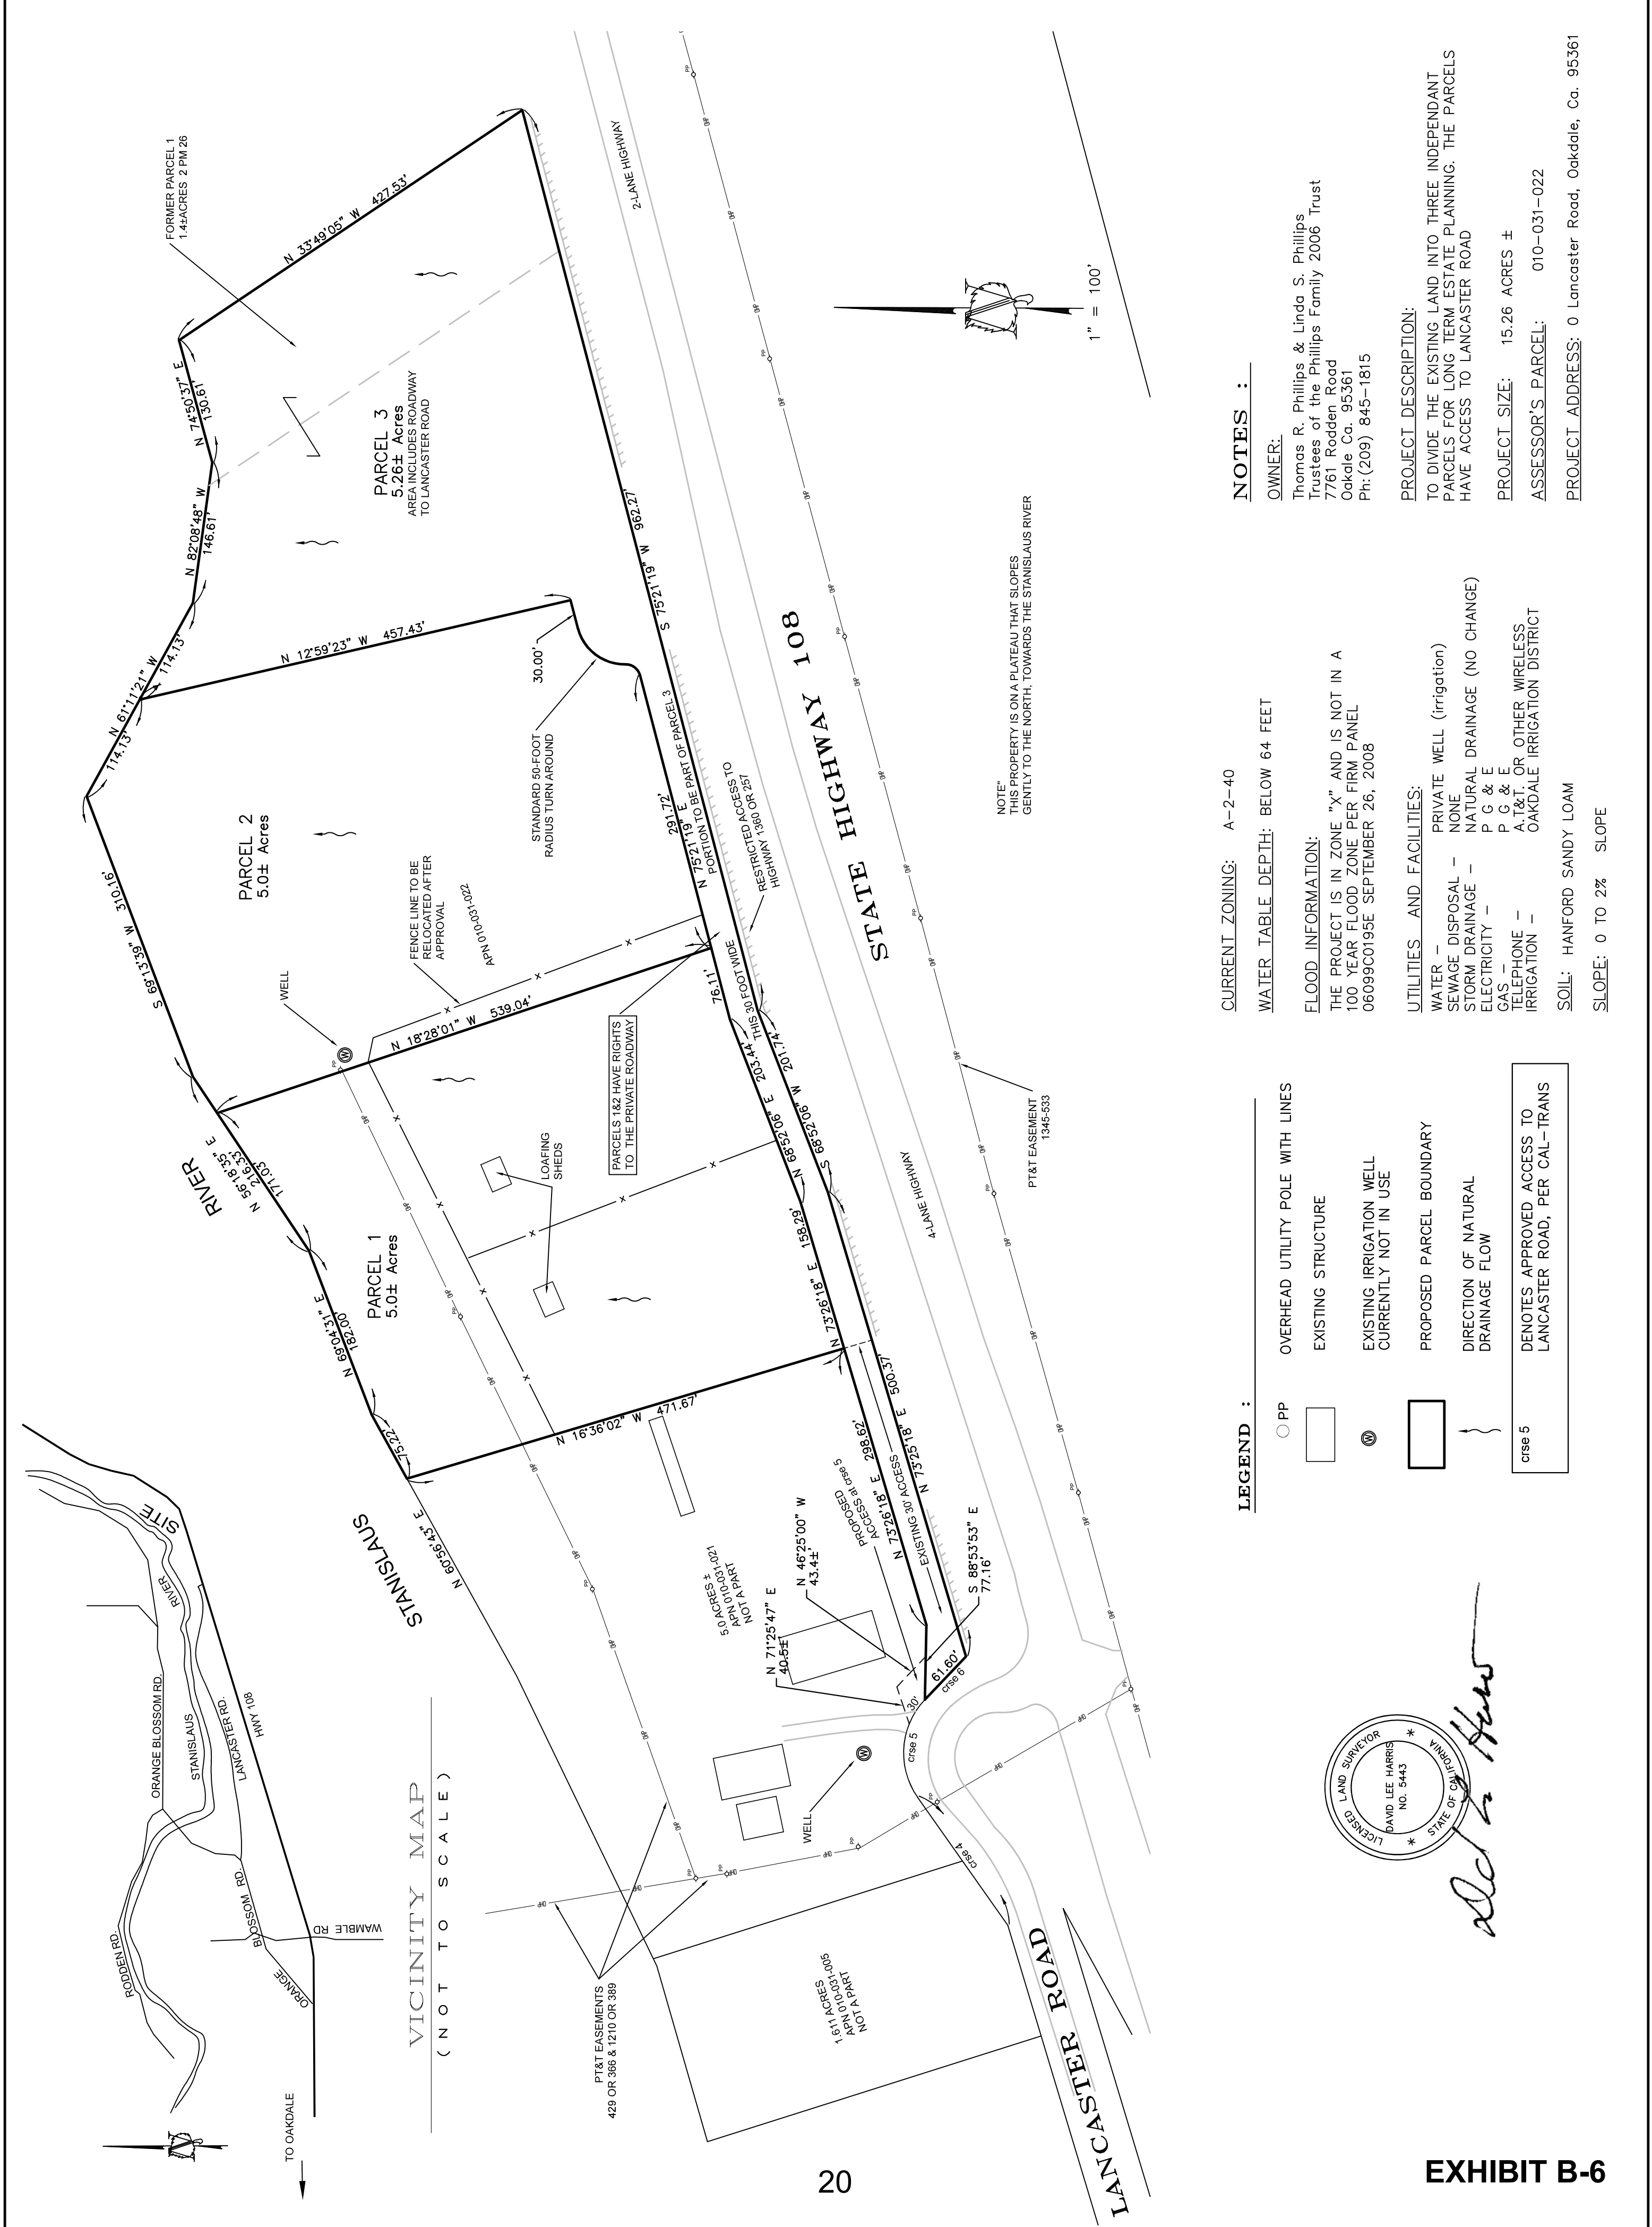 TO OAKDALE
RODDEN RD.
ORANGE
BLOSSOM RD.
WAMBLE RD
ORANGE BLOSSOM RD.
STANISLAUS
RIVER
LANCASTER RD.
HWY 108
SITE
VICINITY MAP
( NOT TO SCALE )
STANISLAUS
RIVER
N 60°56'43" E
75.22'
N 69°04'31" E
182.00'
N 56°18'35" E
216.33'
171.03'
S 69°13'39" W 310.16'
N 61°11'21" W
114.13'
114.13'
N 82°08'48" W
146.61'
N 74°50'37" E
130.61'
N 33°49'05" W 427.53'
FORMER PARCEL 1
1.4±ACRES 2 PM 26
PARCEL 1
5.0± Acres
PARCEL 2
5.0± Acres
PARCEL 3
5.26± Acres
AREA INCLUDES ROADWAY
TO LANCASTER ROAD
N 16°36'02" W 471.67'
N 18°28'01" W 539.04'
N 12°59'23" W 457.43'
30.00'
WELL
PP
W
LOAFING
SHEDS
FENCE LINE TO BE
RELOCATED AFTER
APPROVAL
APN 010-031-022
STANDARD 50-FOOT
RADIUS TURN AROUND
PARCELS 1&2 HAVE RIGHTS
TO THE PRIVATE ROADWAY
N 73°26'18" E 158.29'
N 68°52'06" E 203.44'
76.11'
N 75°21'19" E
291.72'
S 75°21'19" W 962.27'
THIS 30 FOOT WIDE
PORTION TO BE PART OF PARCEL 3
S 68°52'06" W 201.74'
RESTRICTED ACCESS TO
HIGHWAY 1360 OR 257
N 73°26'18" E 298.62'
EXISTING 30' ACCESS
N 73°25'18" E 500.37'
PROPOSED
ACCESS at crse 5
N 46°25'00" W
43.4±'
N 71°25'47" E
40.5±'
S 88°53'53" E
77.16'
30'
61.60'
crse 6
crse 5
crse 4
5.0 ACRES ±
APN 010-031-021
NOT A PART
WELL
W
PT&T EASEMENTS
429 OR 366 & 1210 OR 389
1.611 ACRES
APN 010-031-005
NOT A PART
LANCASTER ROAD
STATE HIGHWAY 108
4-LANE HIGHWAY
2-LANE HIGHWAY
PT&T EASEMENT
1345-533
NOTE"
THIS PROPERTY IS ON A PLATEAU THAT SLOPES
GENTLY TO THE NORTH, TOWARDS THE STANISLAUS RIVER
1" = 100'
LEGEND :
PP OVERHEAD UTILITY POLE WITH LINES
EXISTING STRUCTURE
W EXISTING IRRIGATION WELL
CURRENTLY NOT IN USE
PROPOSED PARCEL BOUNDARY
DIRECTION OF NATURAL
DRAINAGE FLOW
crse 5 DENOTES APPROVED ACCESS TO
LANCASTER ROAD, PER CAL-TRANS
CURRENT ZONING: A-2-40
WATER TABLE DEPTH: BELOW 64 FEET
FLOOD INFORMATION:
THE PROJECT IS IN ZONE "X" AND IS NOT IN A
100 YEAR FLOOD ZONE PER FIRM PANEL
06099C0195E SEPTEMBER 26, 2008
UTILITIES AND FACILITIES:
WATER – PRIVATE WELL (irrigation)
SEWAGE DISPOSAL – NONE
STORM DRAINAGE – NATURAL DRAINAGE (NO CHANGE)
ELECTRICITY – P G & E
GAS – P G & E
TELEPHONE – A.T&T. OR OTHER WIRELESS
IRRIGATION – OAKDALE IRRIGATION DISTRICT
SOIL: HANFORD SANDY LOAM
SLOPE: 0 TO 2% SLOPE
NOTES :
OWNER:
Thomas R. Phillips & Linda S. Phillips
Trustees of the Phillips Family 2006 Trust
7761 Rodden Road
Oakdale Ca. 95361
Ph:(209) 845-1815
PROJECT DESCRIPTION:
TO DIVIDE THE EXISTING LAND INTO THREE INDEPENDANT
PARCELS FOR LONG TERM ESTATE PLANNING. THE PARCELS
HAVE ACCESS TO LANCASTER ROAD
PROJECT SIZE: 15.26 ACRES ±
ASSESSOR'S PARCEL: 010-031-022
PROJECT ADDRESS: 0 Lancaster Road, Oakdale, Ca. 95361
LICENSED LAND SURVEYOR
DAVID LEE HARRIS
NO. 5443
STATE OF CALIFORNIA
20
EXHIBIT B-6